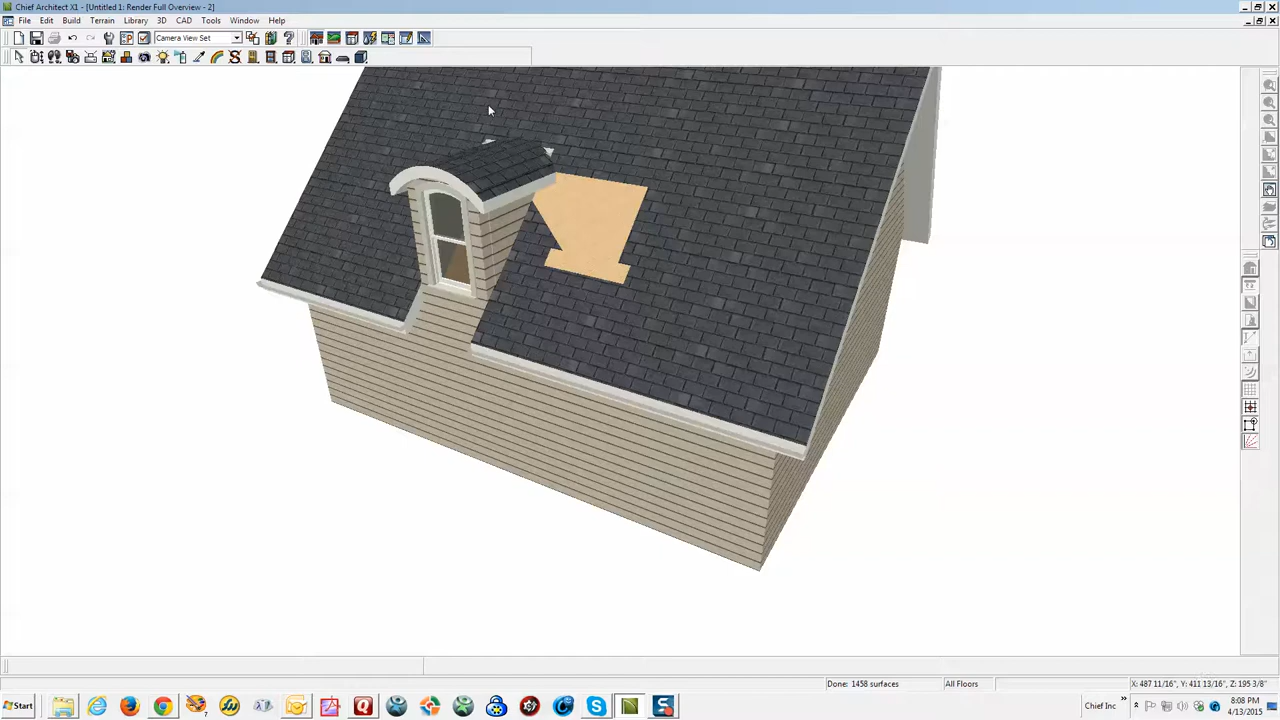 Chief Architect X1 - [Untitled 1: Render Full Overview - 2]
File Edit Build Terrain Library 3D CAD Tools Window Help
Camera View Set
Done: 1458 surfaces
All Floors
X: 487 11/16", Y: 411 13/16", Z: 195 3/8"
Start
Chief Inc
8:08 PM
4/13/2015